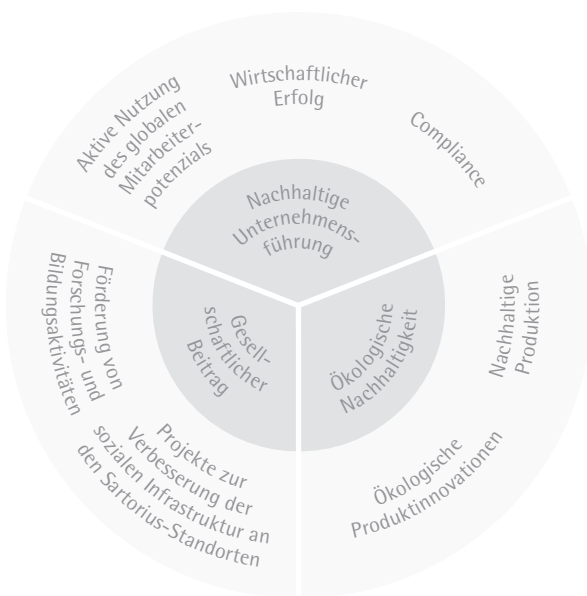 Aktive Nutzung
des globalen
Mitarbeiter-
potenzials
Wirtschaftlicher
Erfolg
Compliance
Nachhaltige
Unternehmens-
führung
Gesell-
schaftlicher
Beitrag
Ökologische
Nachhaltigkeit
Förderung von
Forschungs- und
Bildungsaktivitäten
Projekte zur
Verbesserung der
sozialen Infrastruktur an
den Sartorius-Standorten
Nachhaltige
Produktion
Ökologische
Produktinnovationen